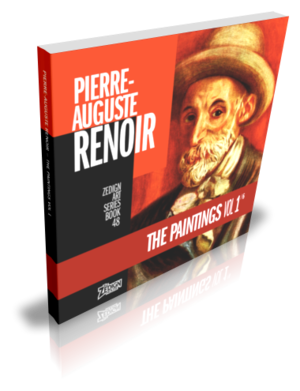 PIERRE-
AUGUSTE
RENOIR
ZEDIGN
ART
SERIES
BOOK
48
THE PAINTINGS VOL 1
PIERRE-AUGUSTE RENOIR THE PAINTINGS VOL 1
ZEDIGN